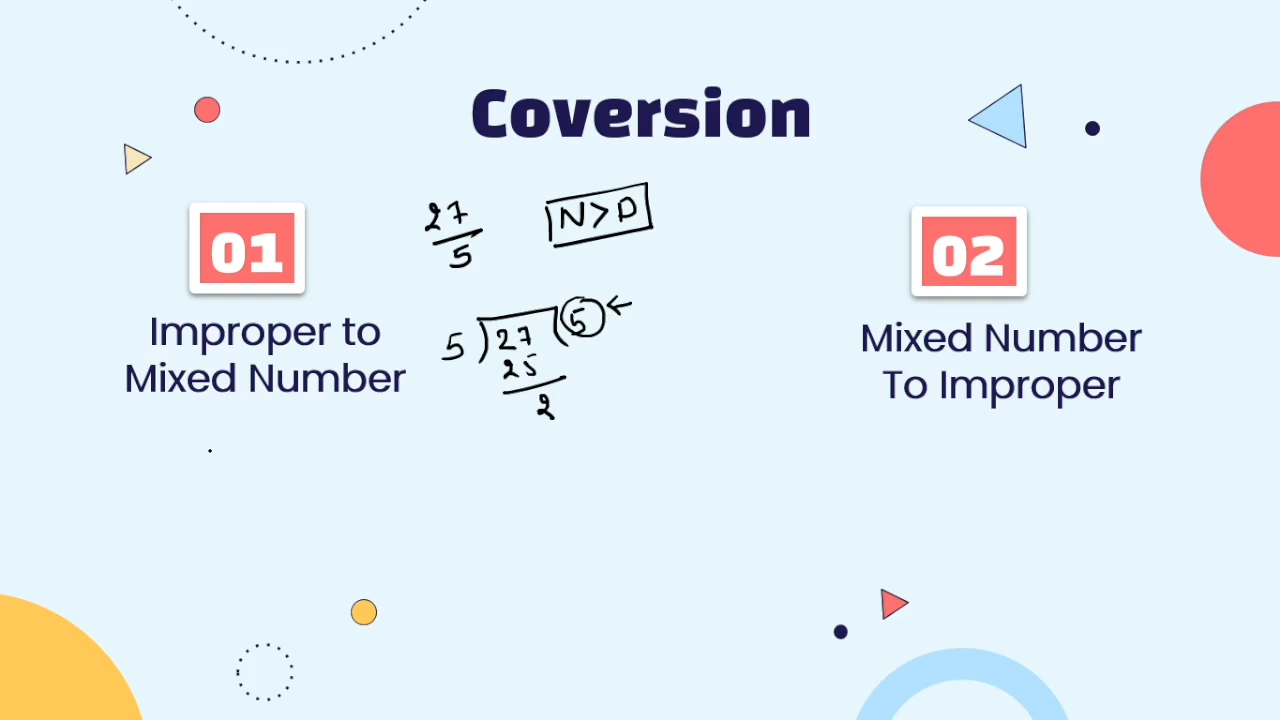 Coversion
01
Improper to
Mixed Number
27
5
N>D
5)27(5←
25
2
02
Mixed Number
To Improper